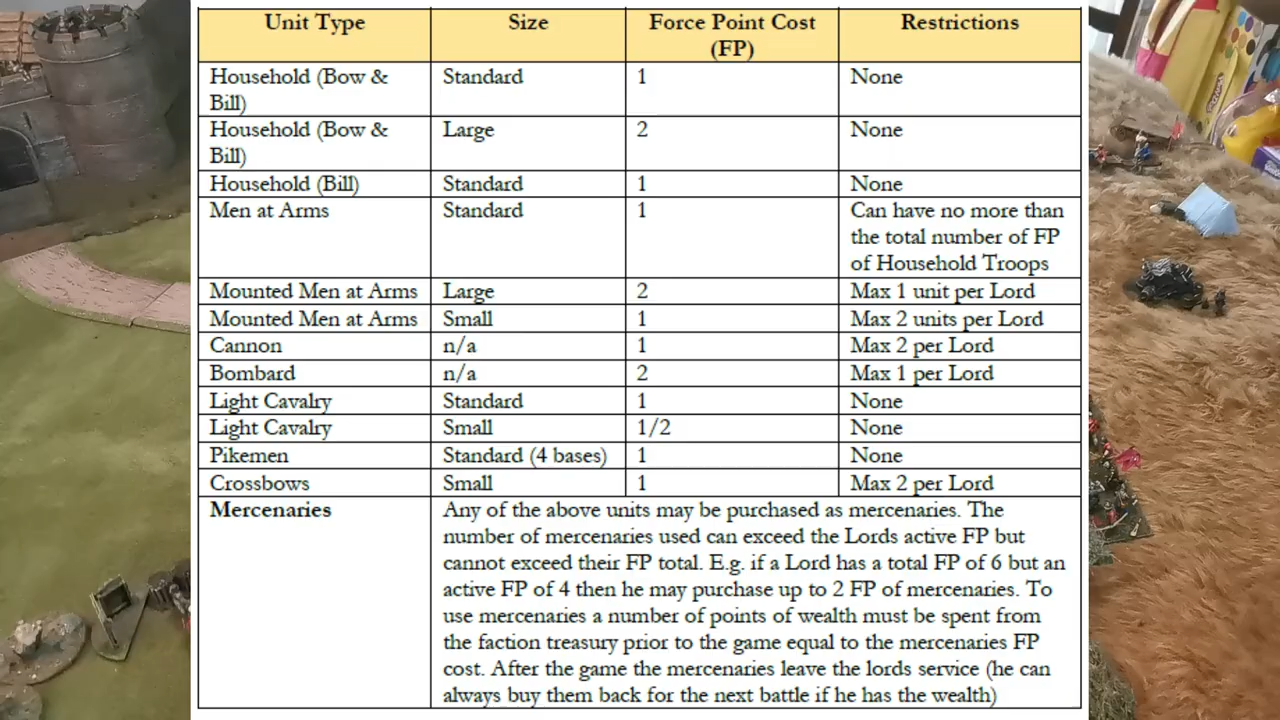 Unit Type Size Force Point Cost Restrictions
(FP)
Household (Bow & Standard 1 None
Bill)
Household (Bow & Large 2 None
Bill)
Household (Bill) Standard 1 None
Men at Arms Standard 1 Can have no more than
the total number of FP
of Household Troops
Mounted Men at Arms Large 2 Max 1 unit per Lord
Mounted Men at Arms Small 1 Max 2 units per Lord
Cannon n/a 1 Max 2 per Lord
Bombard n/a 2 Max 1 per Lord
Light Cavalry Standard 1 None
Light Cavalry Small 1/2 None
Pikemen Standard (4 bases) 1 None
Crossbows Small 1 Max 2 per Lord
Mercenaries Any of the above units may be purchased as mercenaries. The
number of mercenaries used can exceed the Lords active FP but
cannot exceed their FP total. E.g. if a Lord has a total FP of 6 but an
active FP of 4 then he may purchase up to 2 FP of mercenaries. To
use mercenaries a number of points of wealth must be spent from
the faction treasury prior to the game equal to the mercenaries FP
cost. After the game the mercenaries leave the lords service (he can
always buy them back for the next battle if he has the wealth)